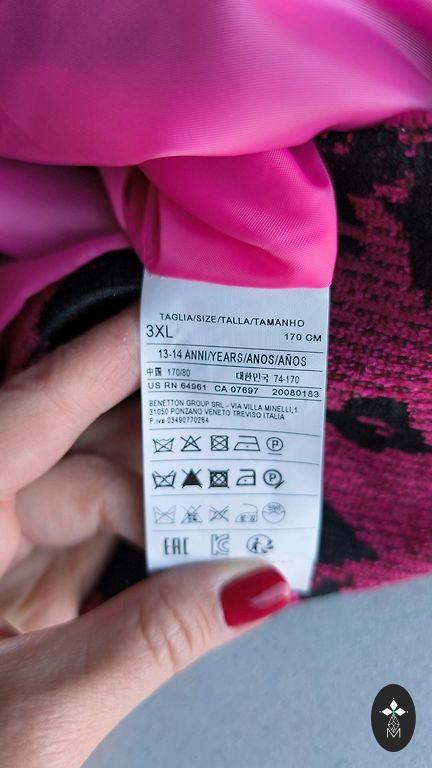 TAGLIA/SIZE/TALLA/TAMANHO
3XL 170 CM
13-14 ANNI/YEARS/ANOS/AÑOS
中国 170/80 대한민국 74-170
US RN 64961 CA 07697 20080183
BENETTON GROUP SRL - VIA VILLA MINELLI,1
31050 PONZANO VENETO TREVISO ITALIA
P.iva 03490770264
P
P
EAC
M